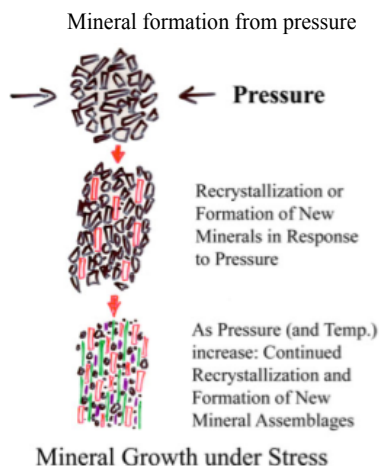 Mineral formation from pressure
Pressure
Recrystallization or
Formation of New
Minerals in Response
to Pressure
As Pressure (and Temp.)
increase: Continued
Recrystallization and
Formation of New
Mineral Assemblages
Mineral Growth under Stress